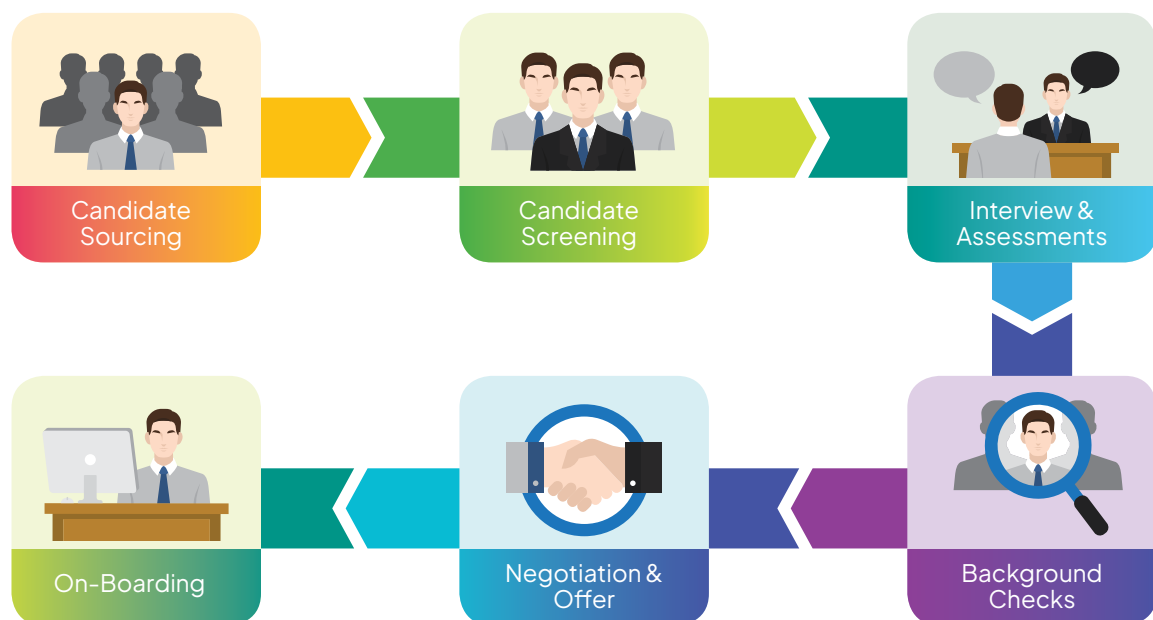 Candidate
Sourcing
Candidate
Screening
Interview &
Assessments
Background
Checks
Negotiation &
Offer
On-Boarding